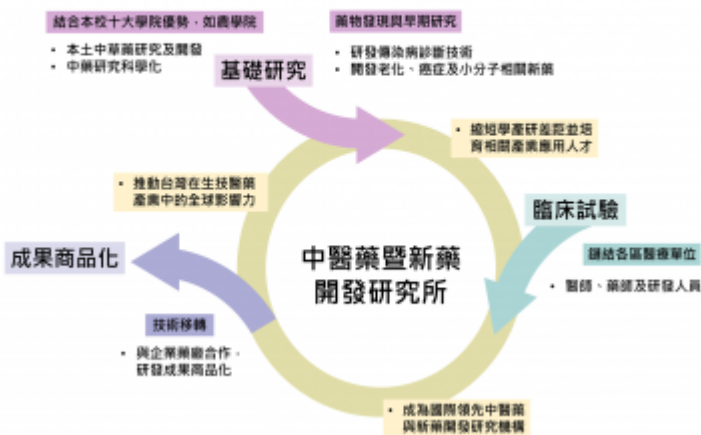 結合本校十大學院優勢，如農學院
• 本土中草藥研究及開發
• 中藥研究科學化
基礎研究
藥物發現與早期研究
• 研發傳染病診斷技術
• 開發老化、癌症及小分子相關新藥
• 縮短學產研差距並培
育相關產業應用人才
臨床試驗
鏈結各區醫療單位
• 醫師、藥師及研發人員
• 成為國際領先中醫藥
與新藥開發研究機構
技術移轉
• 與企業藥廠合作，
研發成果商品化
成果商品化
• 推動台灣在生技醫藥
產業中的全球影響力
中醫藥暨新藥
開發研究所